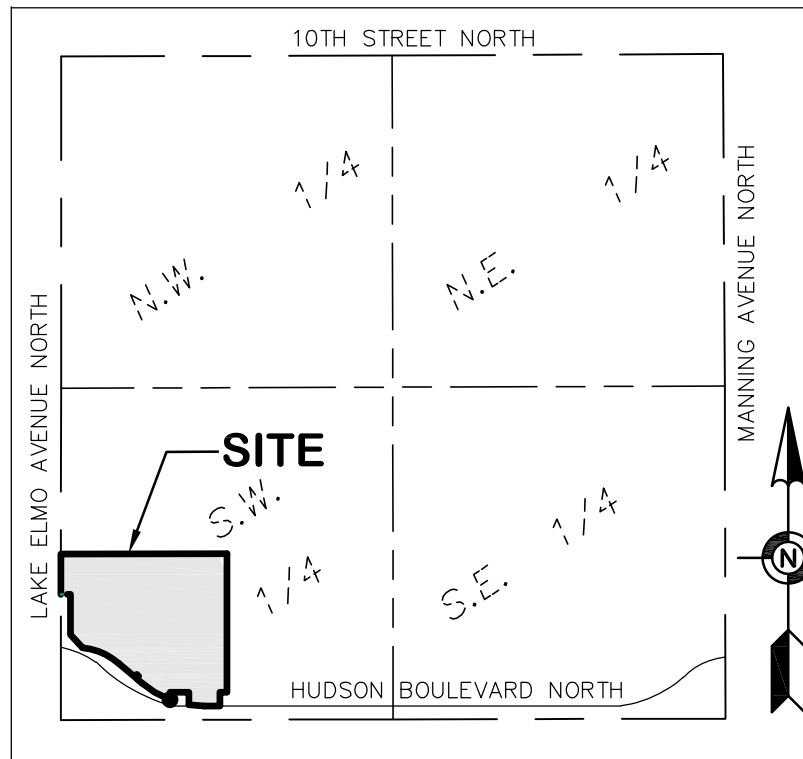 10TH STREET NORTH
N.W. 1/4
N.E. 1/4
LAKE ELMO AVENUE NORTH
MANNING AVENUE NORTH
SITE
S.W. 1/4
S.E. 1/4
N
HUDSON BOULEVARD NORTH